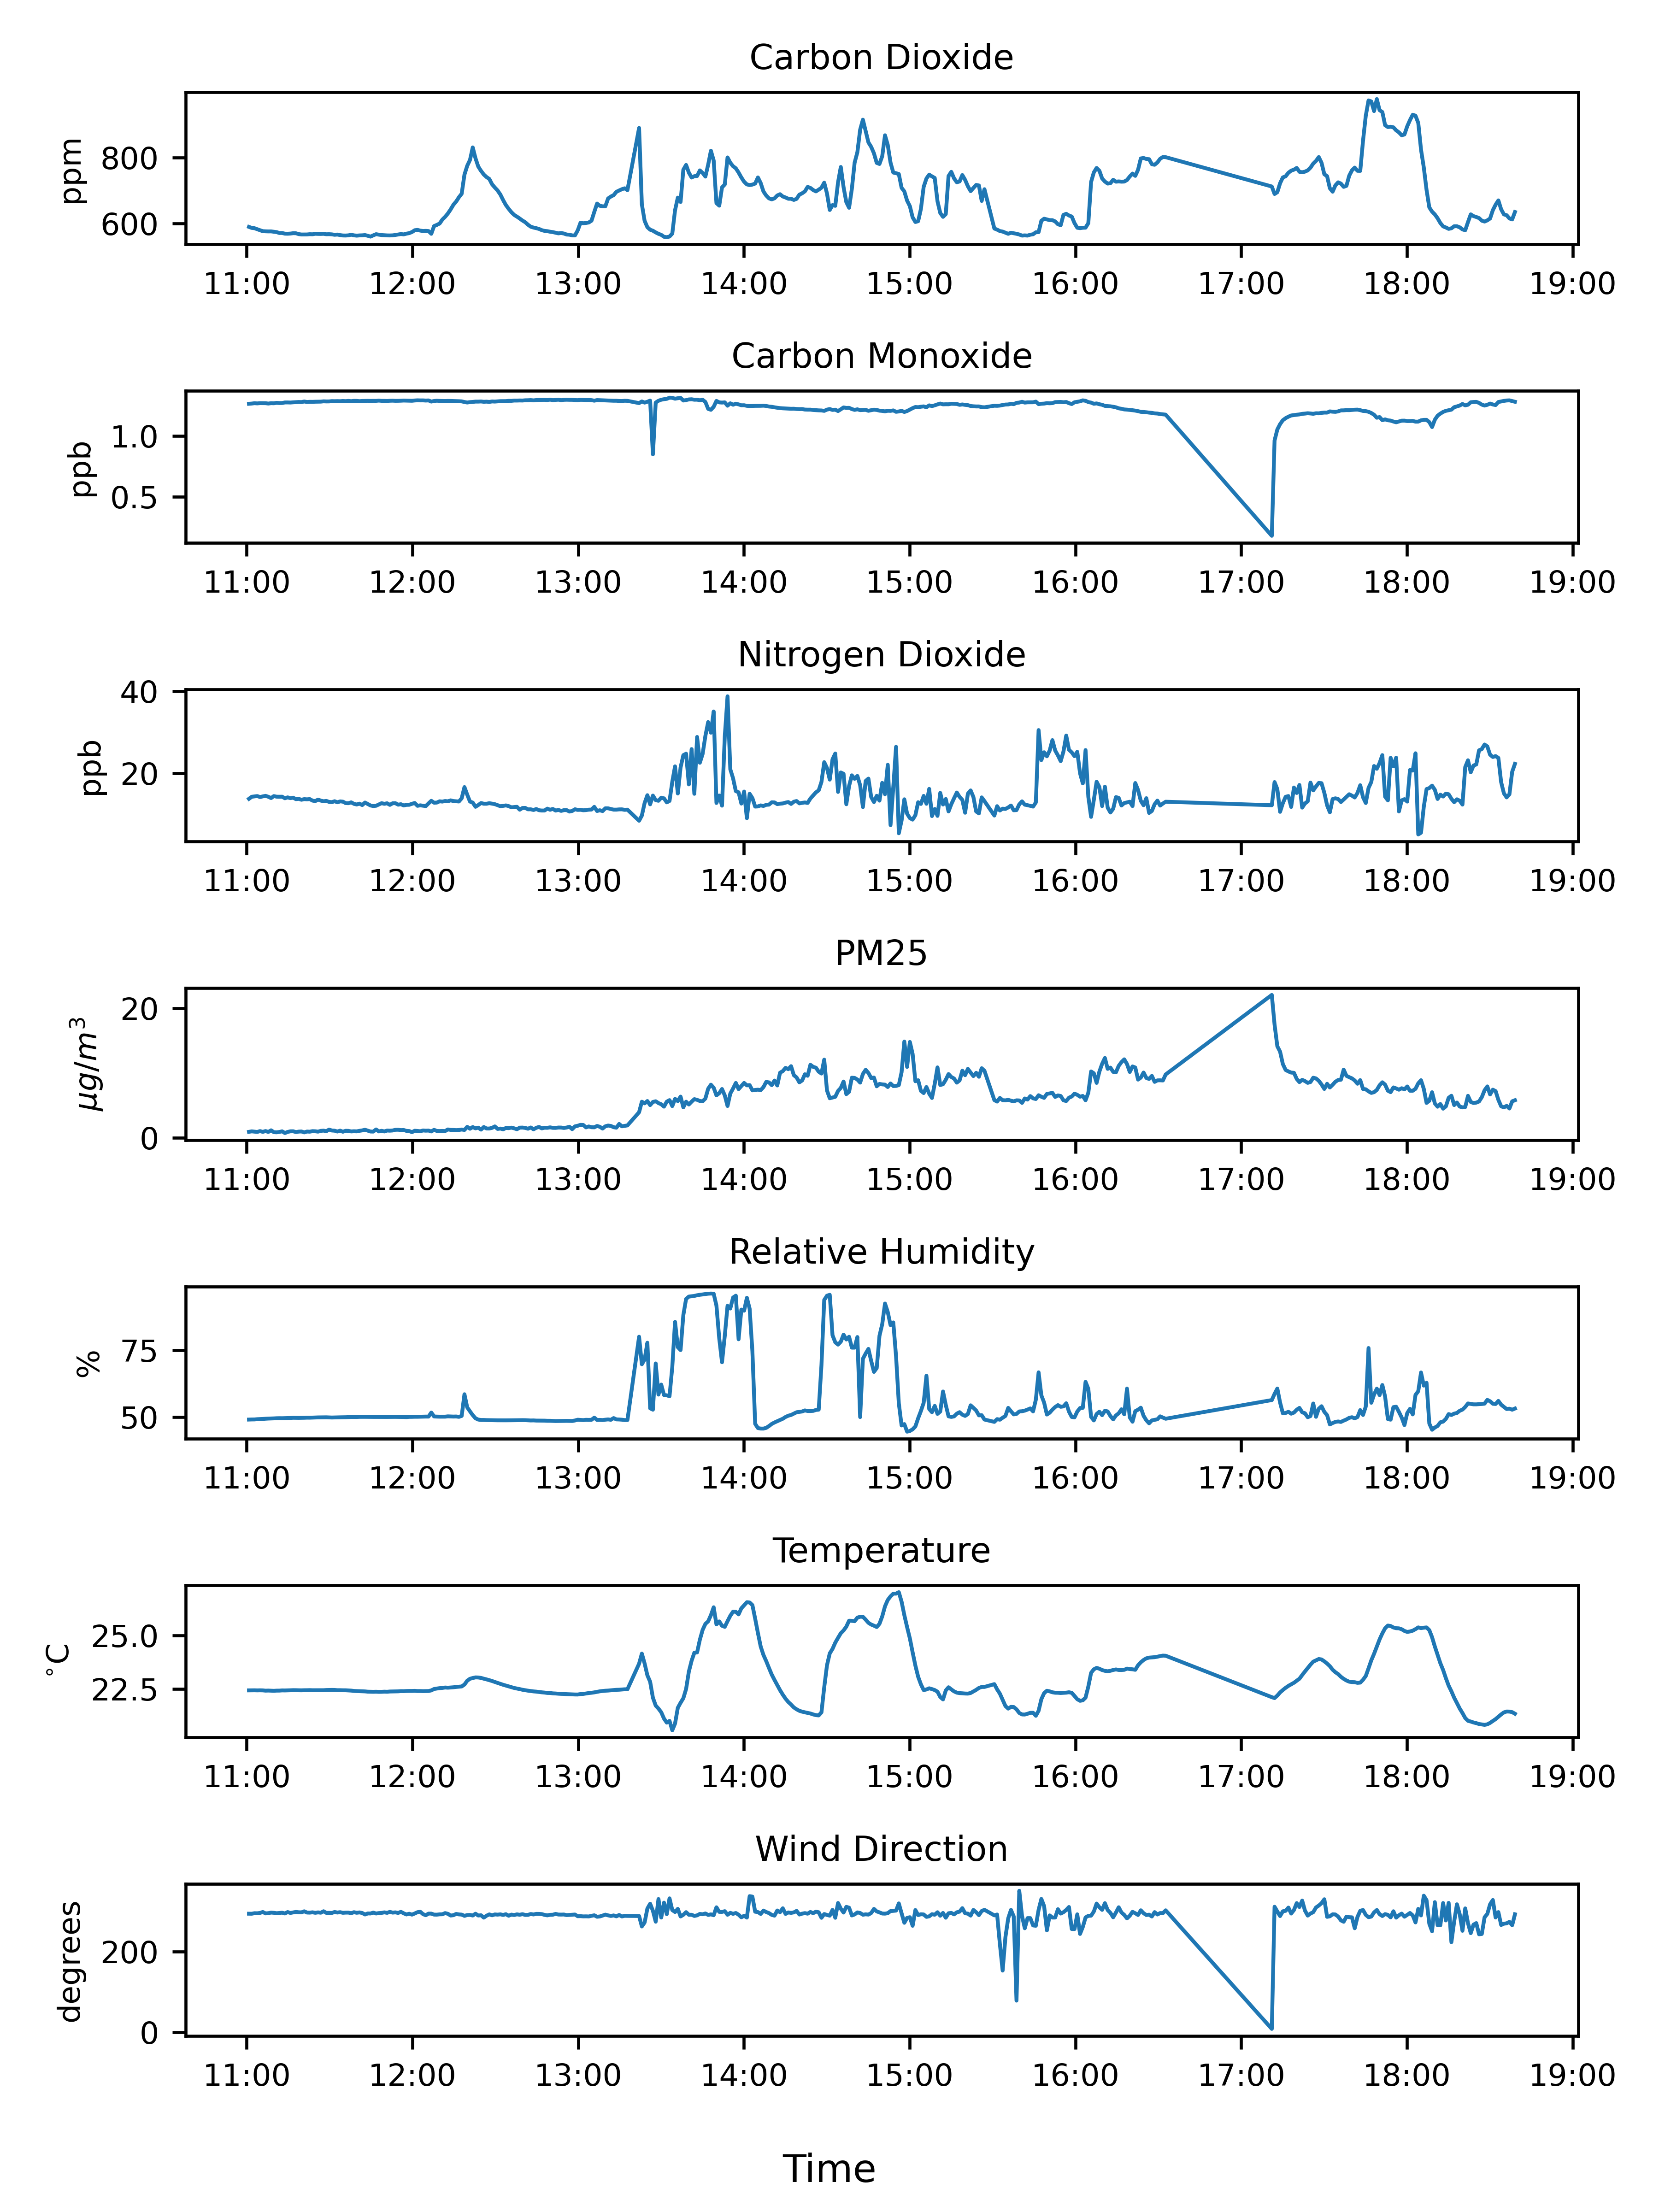 Carbon Dioxide
ppm
800
600
11:00 12:00 13:00 14:00 15:00 16:00 17:00 18:00 19:00
Carbon Monoxide
ppb
1.0
0.5
11:00 12:00 13:00 14:00 15:00 16:00 17:00 18:00 19:00
Nitrogen Dioxide
ppb
40
20
11:00 12:00 13:00 14:00 15:00 16:00 17:00 18:00 19:00
PM25
μg/m³
20
0
11:00 12:00 13:00 14:00 15:00 16:00 17:00 18:00 19:00
Relative Humidity
%
75
50
11:00 12:00 13:00 14:00 15:00 16:00 17:00 18:00 19:00
Temperature
°C
25.0
22.5
11:00 12:00 13:00 14:00 15:00 16:00 17:00 18:00 19:00
Wind Direction
degrees
200
0
11:00 12:00 13:00 14:00 15:00 16:00 17:00 18:00 19:00
Time